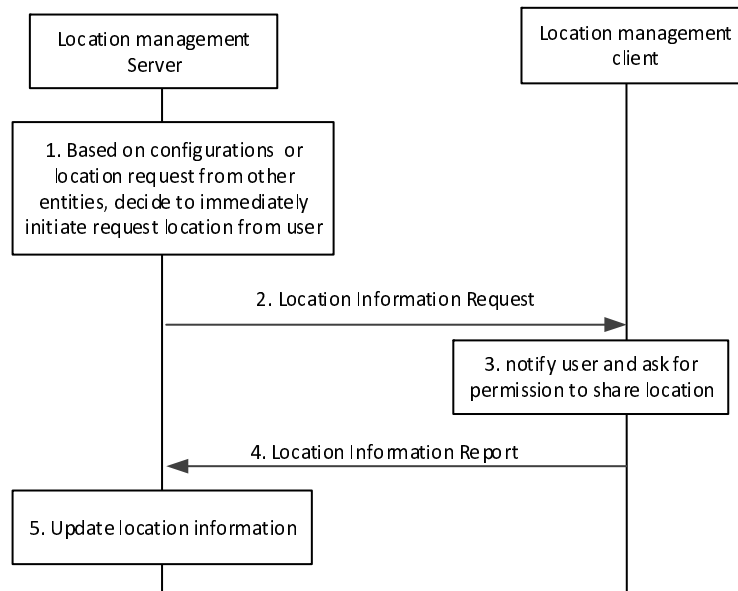 Location management
Server
Location management
client
1. Based on configurations or
location request from other
entities, decide to immediately
initiate request location from user
2. Location Information Request
3. notify user and ask for
permission to share location
4. Location Information Report
5. Update location information